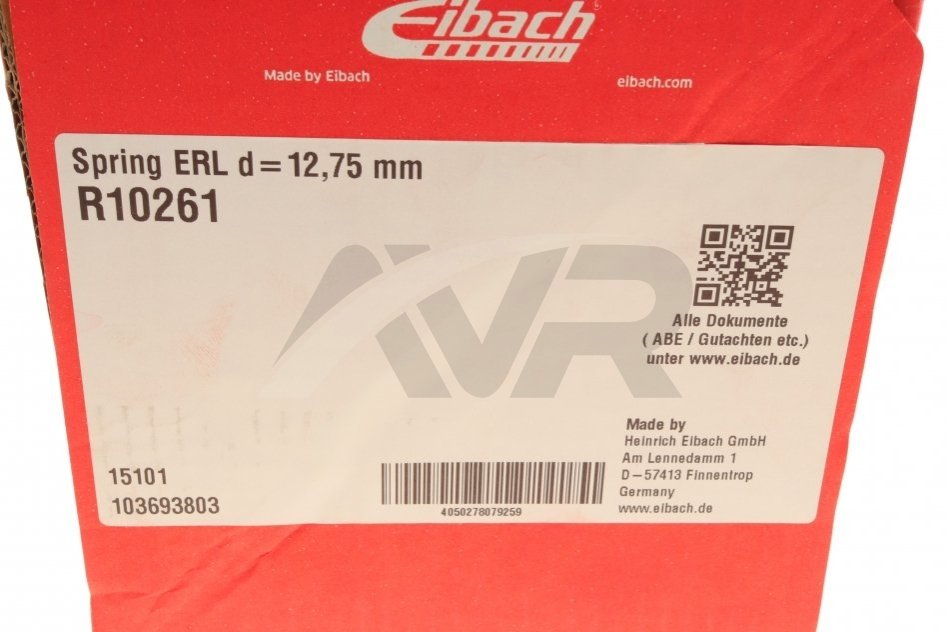 Eibach
Made by Eibach
eibach.com
Spring ERL d=12,75 mm
R10261
AVR
Alle Dokumente
( ABE / Gutachten etc.)
unter www.eibach.de
Made by
Heinrich Eibach GmbH
Am Lennedamm 1
D-57413 Finnentrop
Germany
www.eibach.de
15101
103693803
4050278079259